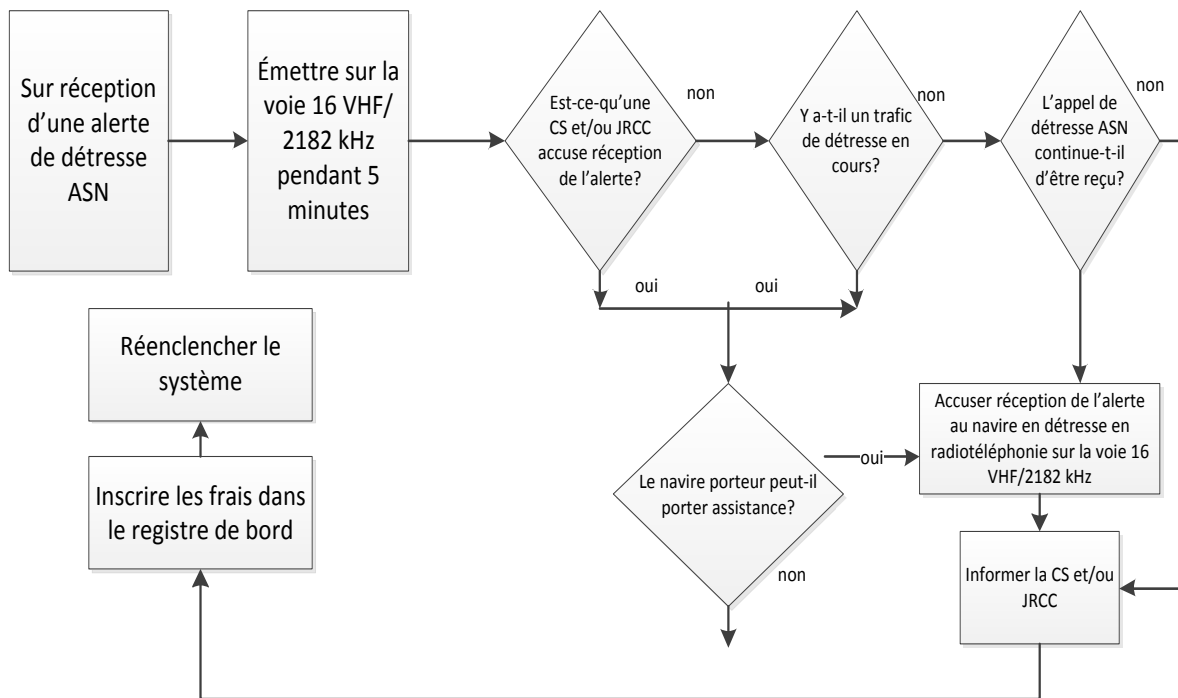 Sur réception
d'une alerte
de détresse
ASN
Émettre sur la
voie 16 VHF/
2182 kHz
pendant 5
minutes
Est-ce-qu'une
CS et/ou JRCC
accuse réception
de l'alerte?
non
Y a-t-il un trafic
de détresse en
cours?
non
L'appel de
détresse ASN
continue-t-il
d'être reçu?
non
oui
oui
Réenclencher le
système
Inscrire les frais dans
le registre de bord
Le navire porteur peut-il
porter assistance?
oui
non
Accuser réception de l'alerte
au navire en détresse en
radiotéléphonie sur la voie 16
VHF/2182 kHz
Informer la CS et/ou
JRCC